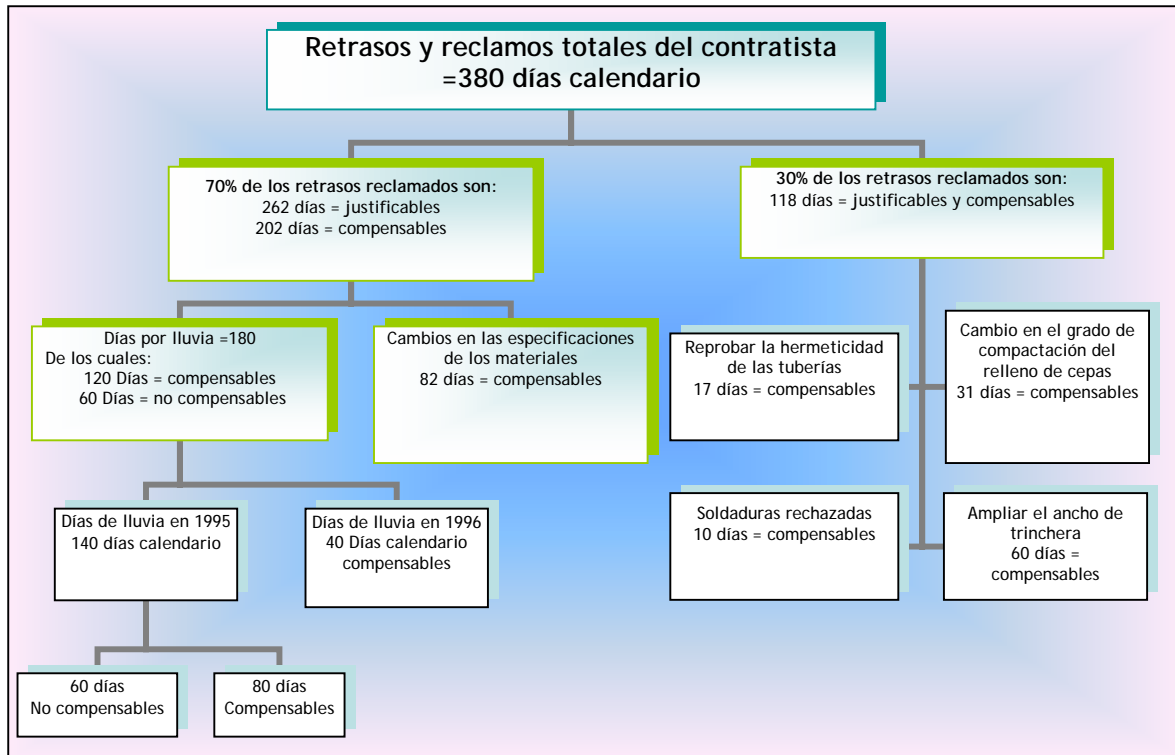 Retrasos y reclamos totales del contratista
=380 días calendario
70% de los retrasos reclamados son:
262 días = justificables
202 días = compensables
30% de los retrasos reclamados son:
118 días = justificables y compensables
Días por lluvia =180
De los cuales:
120 Días = compensables
60 Días = no compensables
Cambios en las especificaciones
de los materiales
82 días = compensables
Reprobar la hermeticidad
de las tuberías
17 días = compensables
Cambio en el grado de
compactación del
relleno de cepas
31 días = compensables
Días de lluvia en 1995
140 días calendario
Días de lluvia en 1996
40 Días calendario
compensables
Soldaduras rechazadas
10 días = compensables
Ampliar el ancho de
trinchera
60 días =
compensables
60 días
No compensables
80 días
Compensables